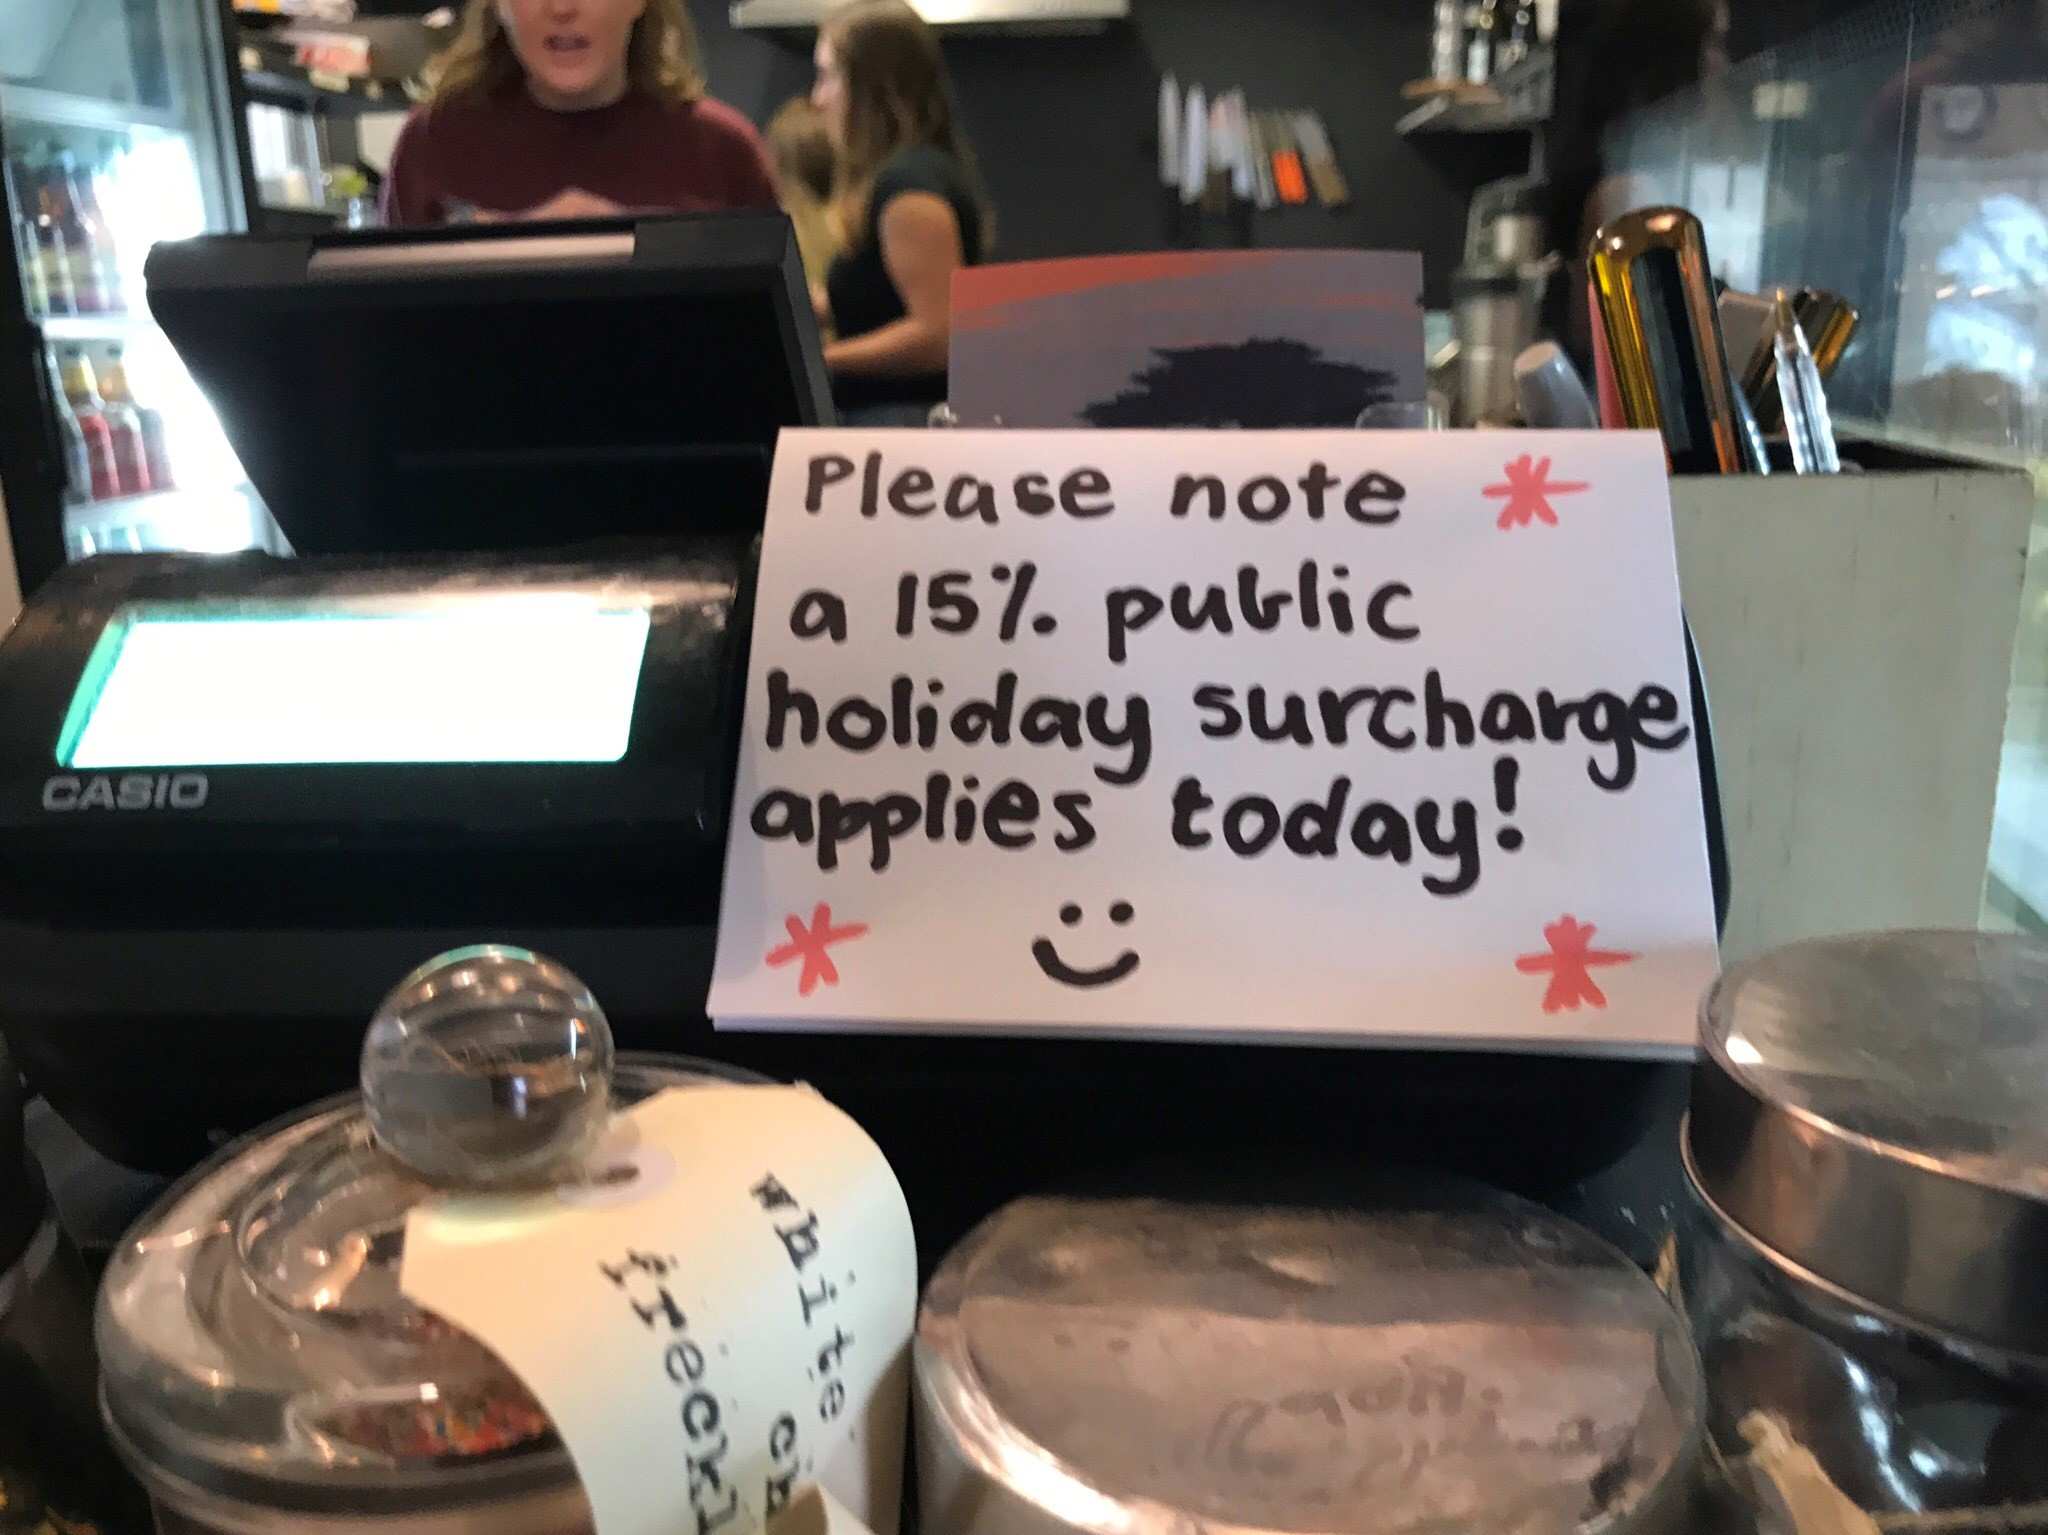 Please note
a 15% public
holiday surcharge
applies today!
CASIO
white